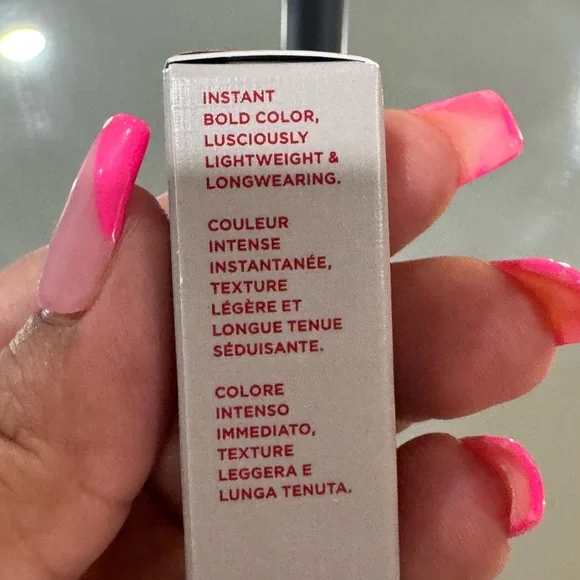 INSTANT
BOLD COLOR,
LUSCIOUSLY
LIGHTWEIGHT &
LONGWEARING.
COULEUR
INTENSE
INSTANTANÉE,
TEXTURE
LÉGÈRE ET
LONGUE TENUE
SÉDUISANTE.
COLORE
INTENSO
IMMEDIATO,
TEXTURE
LEGGERA E
LUNGA TENUTA.